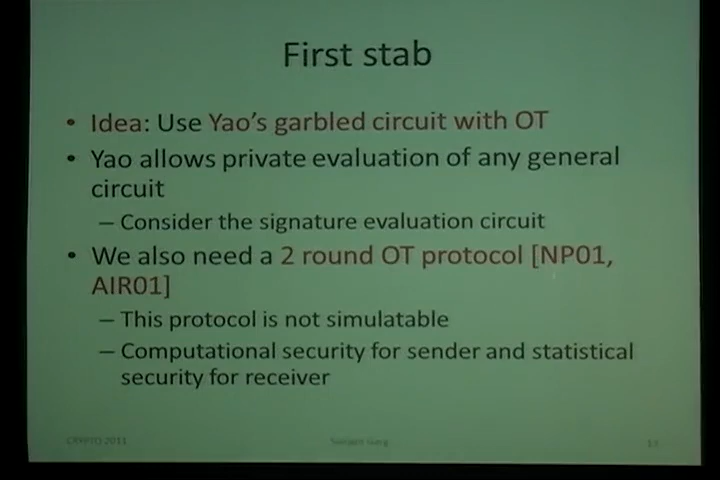 First stab
• Idea: Use Yao's garbled circuit with OT
• Yao allows private evaluation of any general
circuit
– Consider the signature evaluation circuit
• We also need a 2 round OT protocol [NP01,
AIR01]
– This protocol is not simulatable
– Computational security for sender and statistical
security for receiver
CRYPTO 2011
Sanjam Garg